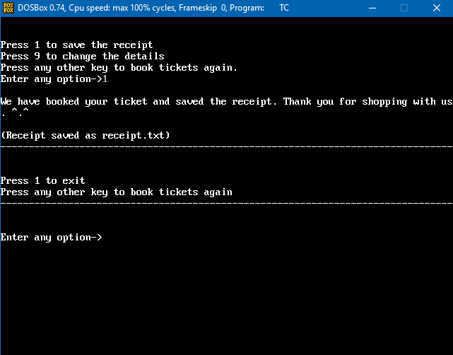 DOSBox 0.74, Cpu speed: max 100% cycles, Frameskip 0, Program: TC
Press 1 to save the receipt
Press 9 to change the details
Press any other key to book tickets again.
Enter any option->1
We have booked your ticket and saved the receipt. Thank you for shopping with us
. ^.^
(Receipt saved as receipt.txt)
--------------------------------------------------------------------------------
Press 1 to exit
Press any other key to book tickets again
--------------------------------------------------------------------------------
Enter any option->